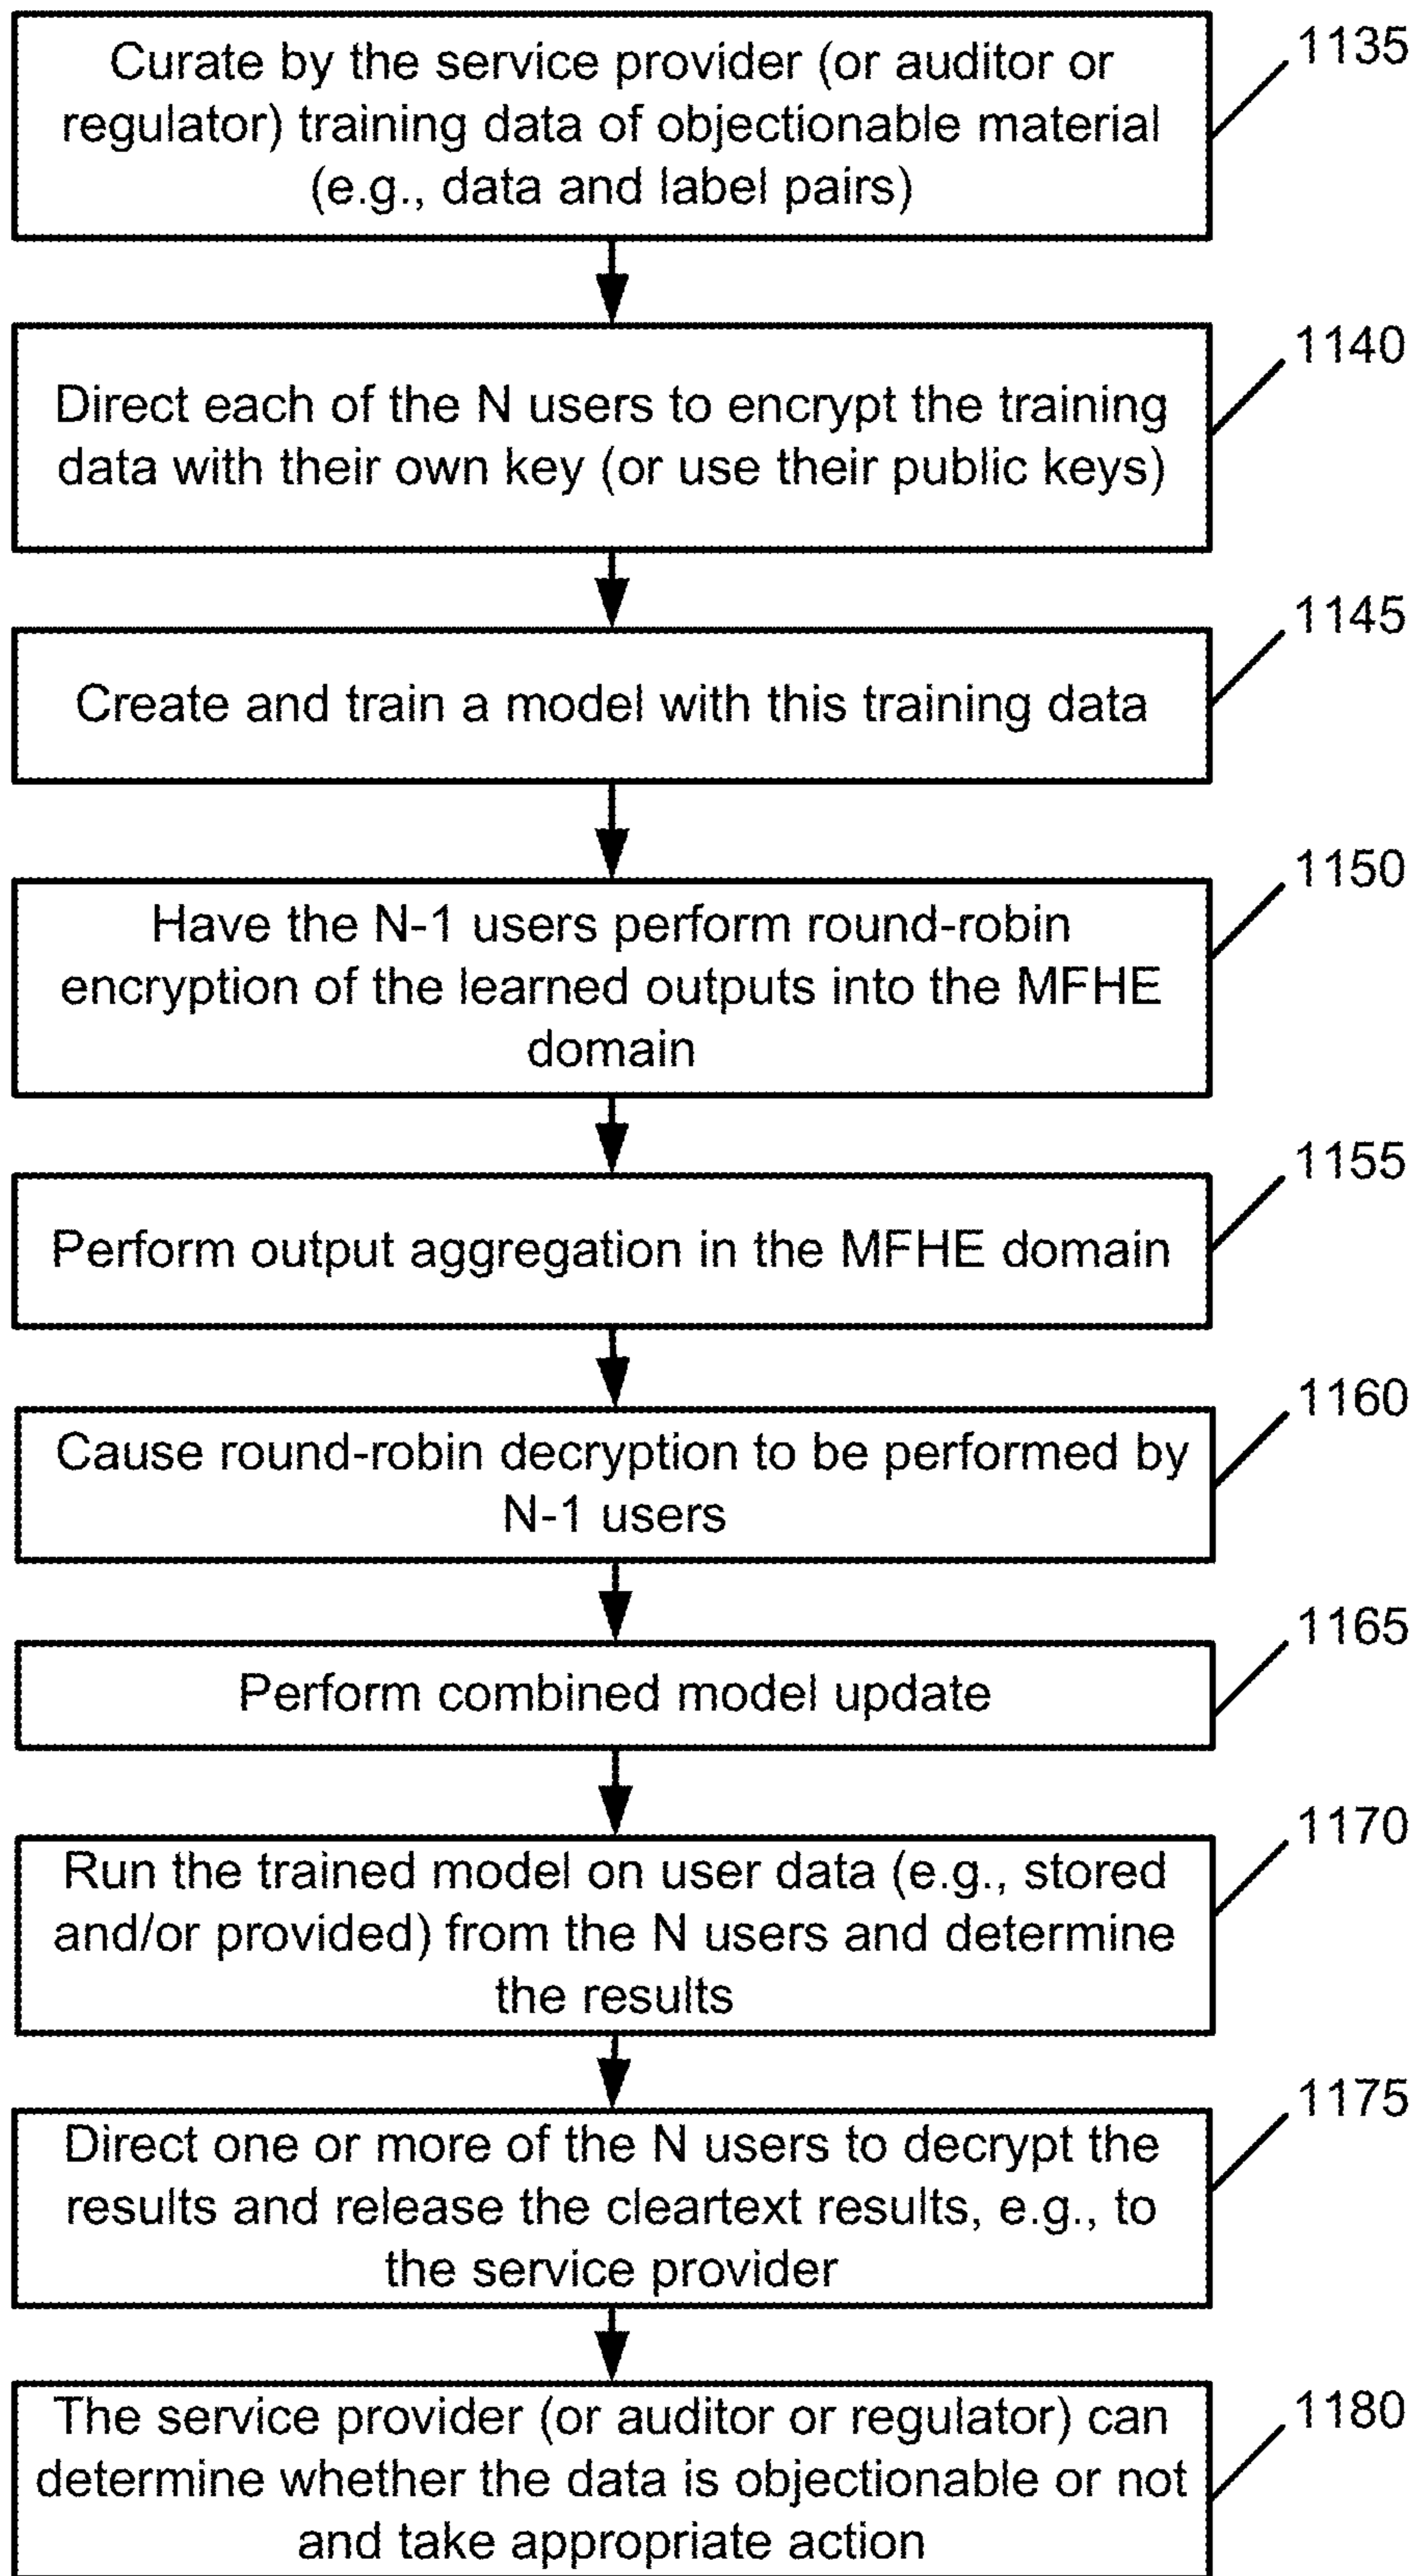 Curate by the service provider (or auditor or
regulator) training data of objectionable material
(e.g., data and label pairs)
1135
Direct each of the N users to encrypt the training
data with their own key (or use their public keys)
1140
Create and train a model with this training data
1145
Have the N-1 users perform round-robin
encryption of the learned outputs into the MFHE
domain
1150
Perform output aggregation in the MFHE domain
1155
Cause round-robin decryption to be performed by
N-1 users
1160
Perform combined model update
1165
Run the trained model on user data (e.g., stored
and/or provided) from the N users and determine
the results
1170
Direct one or more of the N users to decrypt the
results and release the cleartext results, e.g., to
the service provider
1175
The service provider (or auditor or regulator) can
determine whether the data is objectionable or not
and take appropriate action
1180